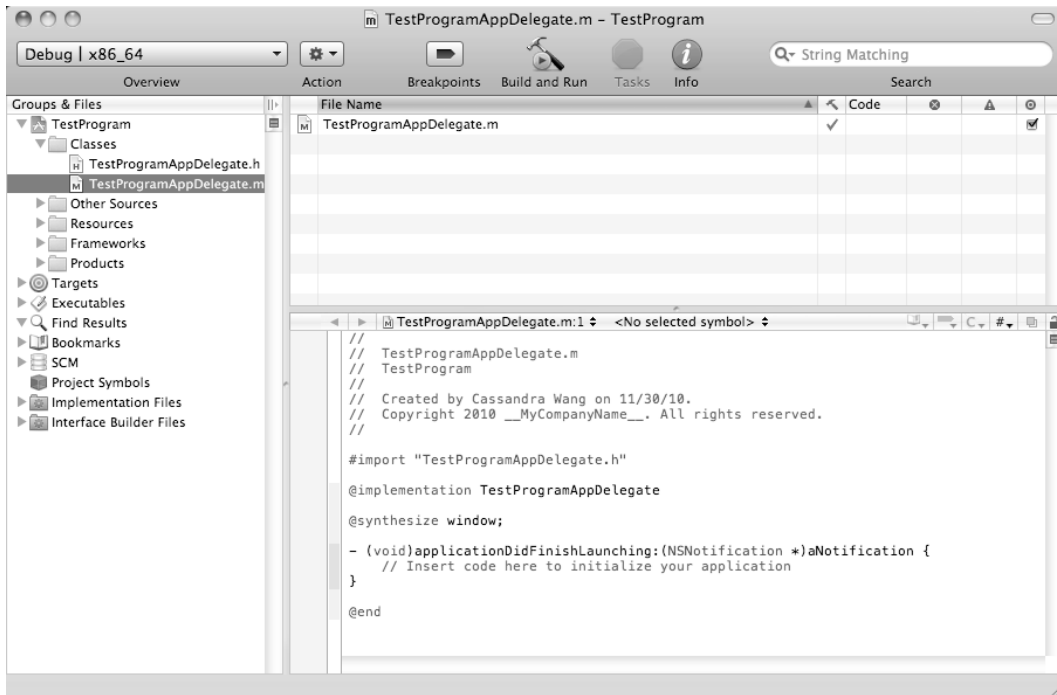 TestProgramAppDelegate.m – TestProgram
Debug | x86_64
String Matching
Overview
Action
Breakpoints
Build and Run
Tasks
Info
Search
Groups & Files
TestProgram
Classes
TestProgramAppDelegate.h
TestProgramAppDelegate.m
Other Sources
Resources
Frameworks
Products
Targets
Executables
Find Results
Bookmarks
SCM
Project Symbols
Implementation Files
Interface Builder Files
File Name
Code
TestProgramAppDelegate.m
TestProgramAppDelegate.m:1
<No selected symbol>
C
#
//
//  TestProgramAppDelegate.m
//  TestProgram
//
//  Created by Cassandra Wang on 11/30/10.
//  Copyright 2010 __MyCompanyName__. All rights reserved.
//
#import "TestProgramAppDelegate.h"
@implementation TestProgramAppDelegate
@synthesize window;
- (void)applicationDidFinishLaunching:(NSNotification *)aNotification {
    // Insert code here to initialize your application
}
@end